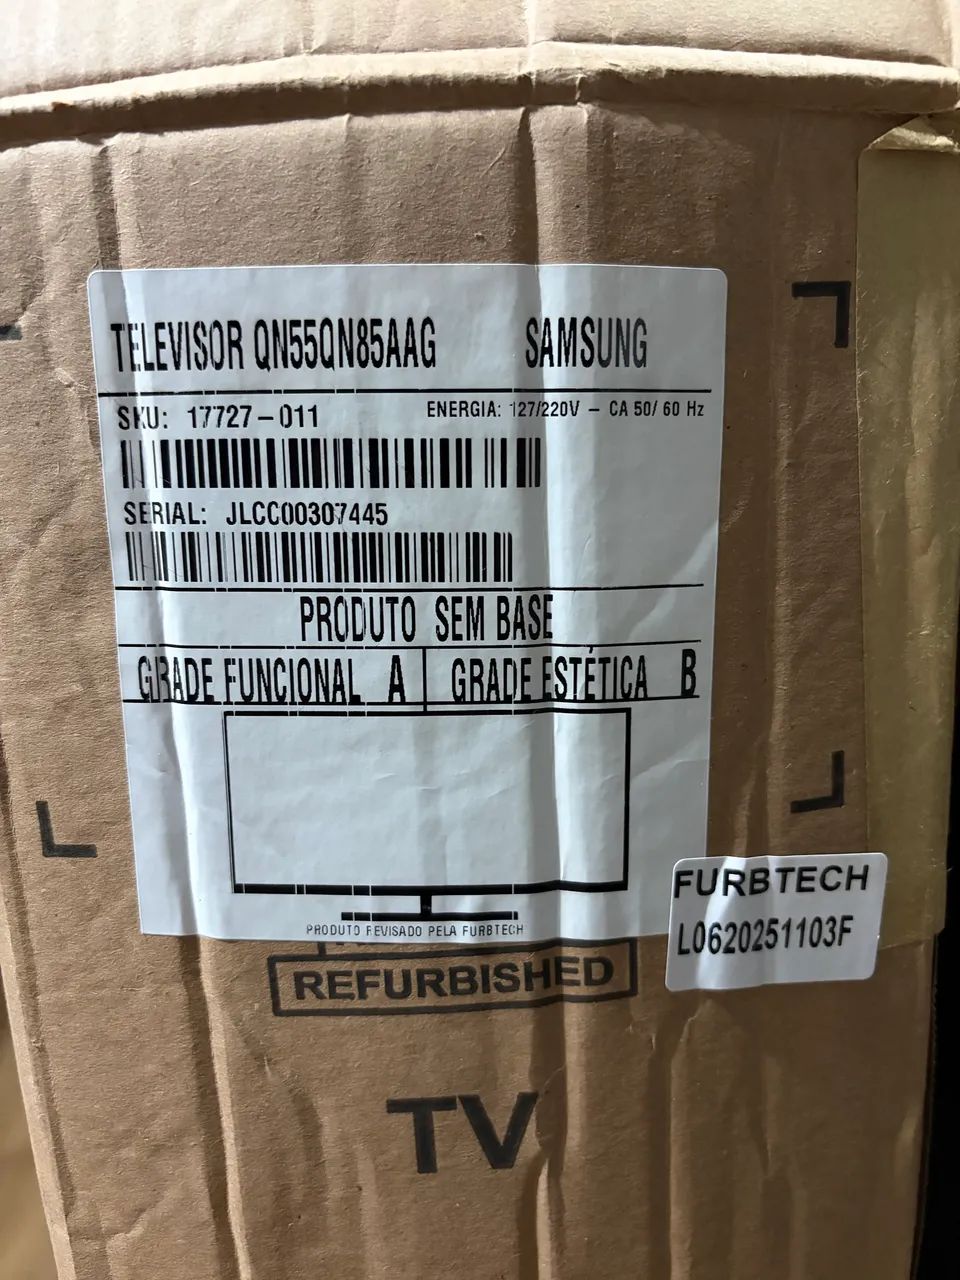 TELEVISOR QN55QN85AAG SAMSUNG
SKU: 17727-011 ENERGIA: 127/220V - CA 50/ 60 Hz
SERIAL: JLCC00307445
PRODUTO SEM BASE
GRADE FUNCIONAL A GRADE ESTÉTICA B
PRODUTO REVISADO PELA FURBTECH
FURBTECH
L0620251103F
REFURBISHED
TV